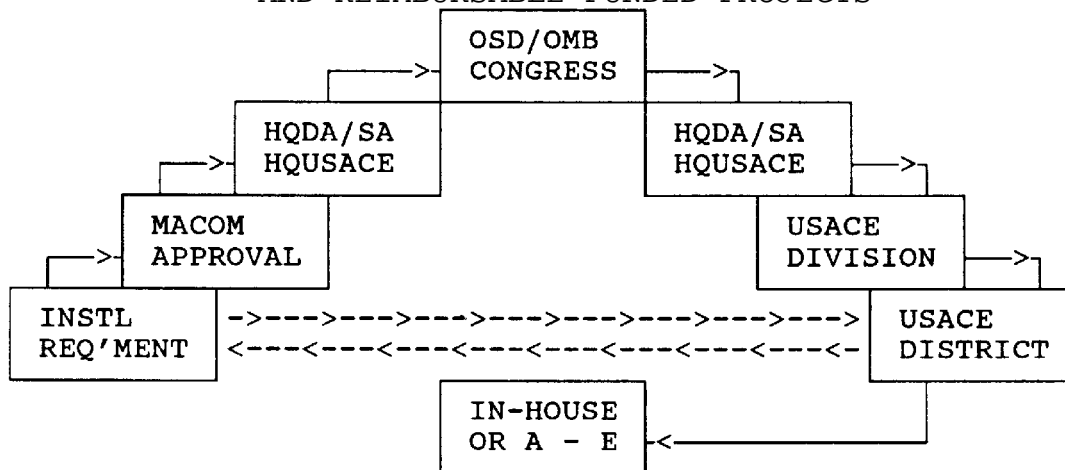 AND REIMBURSABLE FUNDED PROJECTS
OSD/OMB
CONGRESS
HQDA/SA
HQUSACE
HQDA/SA
HQUSACE
MACOM
APPROVAL
USACE
DIVISION
INSTL
REQ'MENT
USACE
DISTRICT
IN-HOUSE
OR A - E